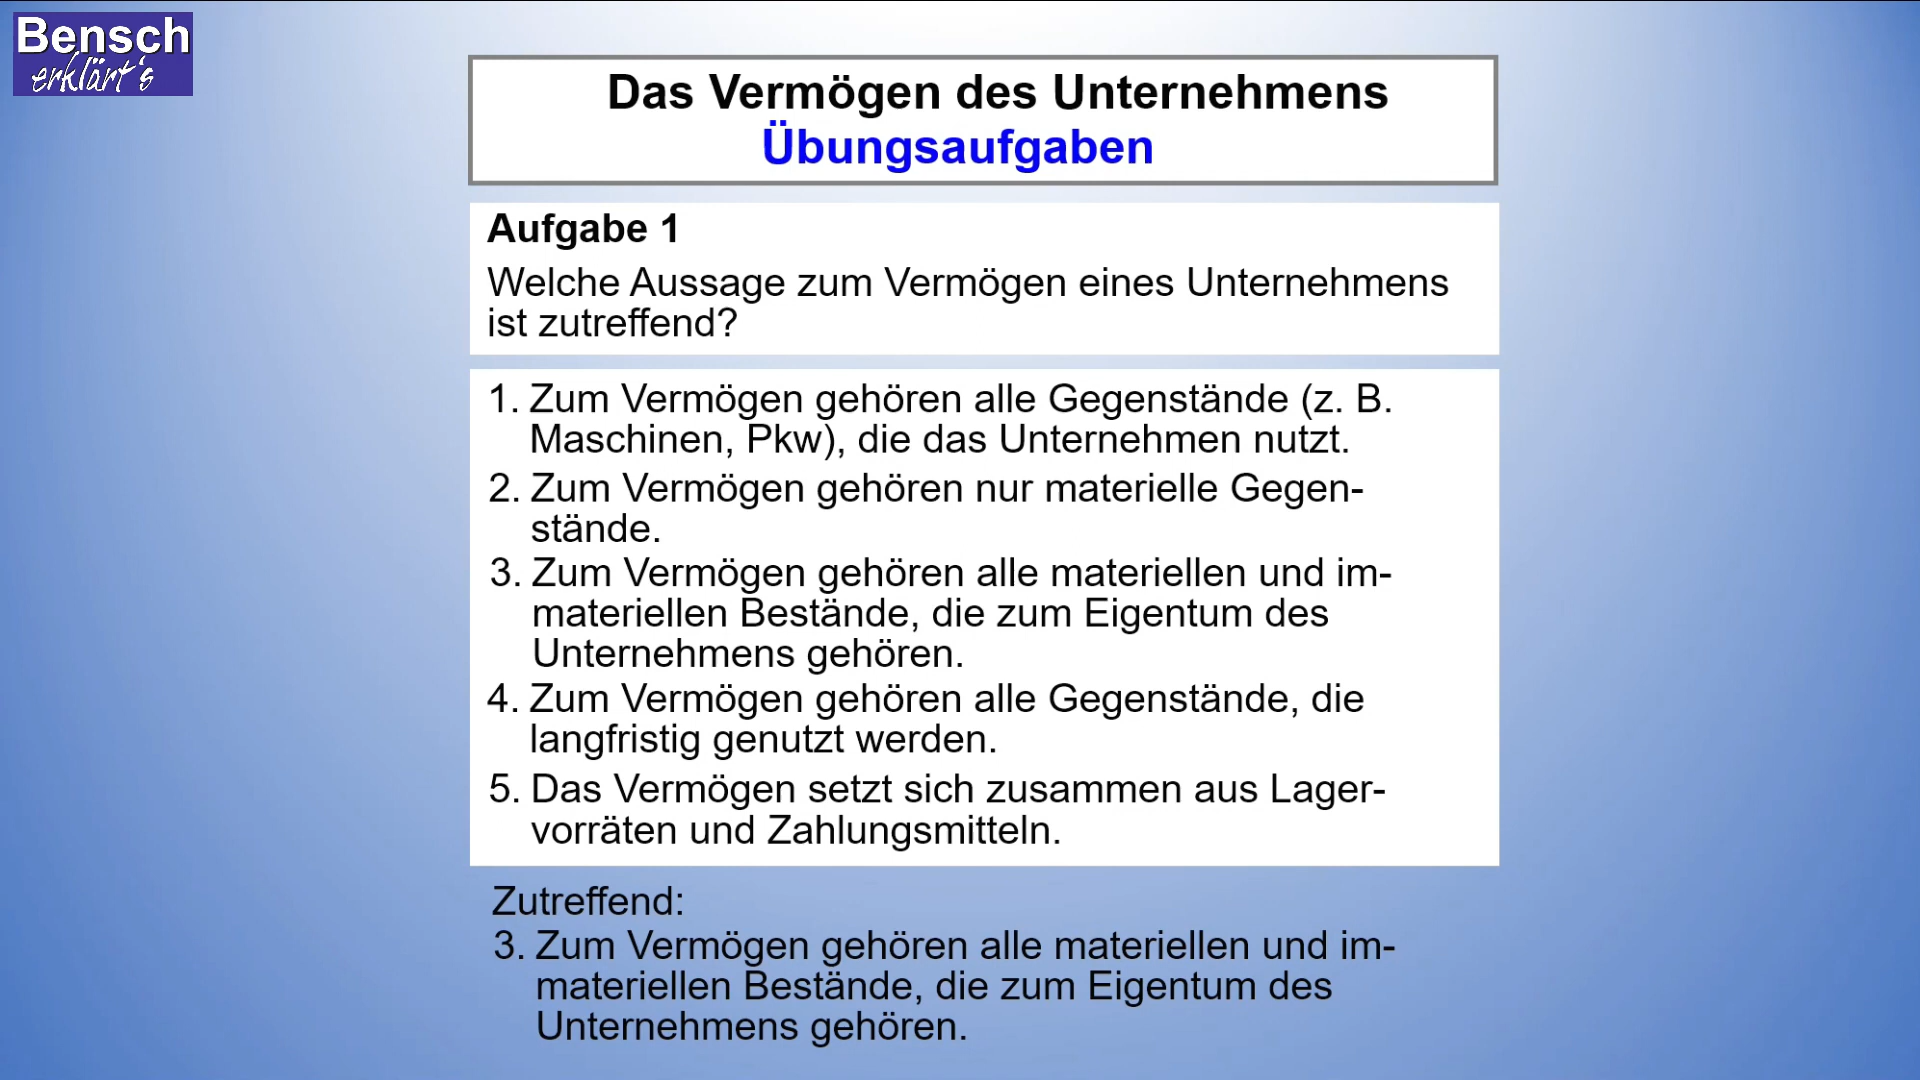 Bensch
erklärt's
Das Vermögen des Unternehmens
Übungsaufgaben
Aufgabe 1
Welche Aussage zum Vermögen eines Unternehmens
ist zutreffend?
1. Zum Vermögen gehören alle Gegenstände (z. B.
Maschinen, Pkw), die das Unternehmen nutzt.
2. Zum Vermögen gehören nur materielle Gegen-
stände.
3. Zum Vermögen gehören alle materiellen und im-
materiellen Bestände, die zum Eigentum des
Unternehmens gehören.
4. Zum Vermögen gehören alle Gegenstände, die
langfristig genutzt werden.
5. Das Vermögen setzt sich zusammen aus Lager-
vorräten und Zahlungsmitteln.
Zutreffend:
3. Zum Vermögen gehören alle materiellen und im-
materiellen Bestände, die zum Eigentum des
Unternehmens gehören.